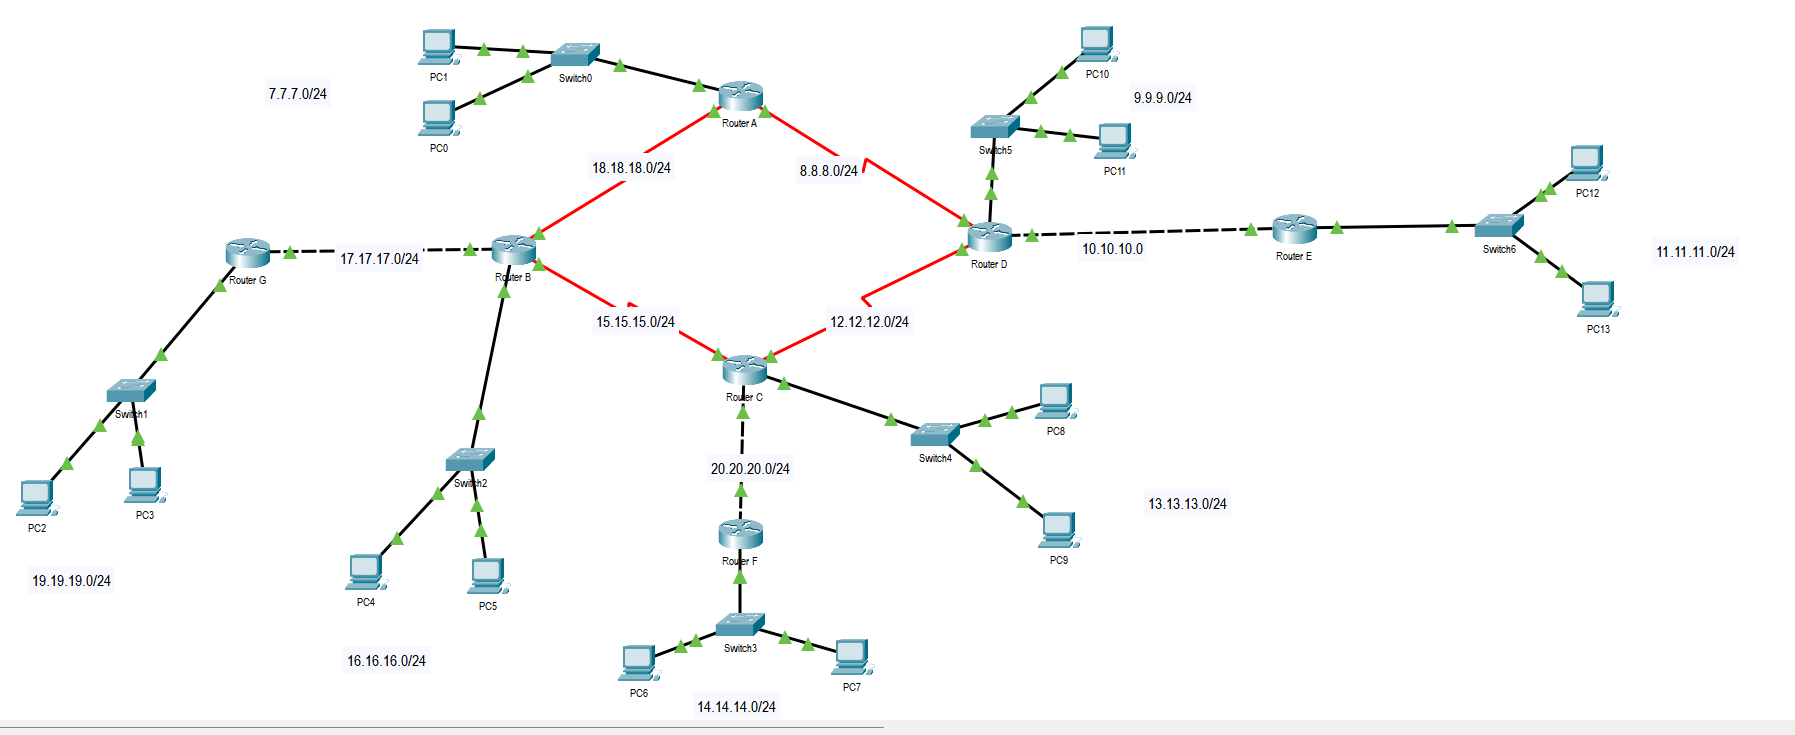 PC1
Switch0
7.7.7.0/24
PC0
Router A
PC10
9.9.9.0/24
Switch5
PC11
18.18.18.0/24
8.8.8.0/24
PC12
Router G
17.17.17.0/24
Router B
Router D
10.10.10.0
Router E
Switch6
11.11.11.0/24
PC13
15.15.15.0/24
12.12.12.0/24
Router C
Switch1
PC8
Switch4
20.20.20.0/24
Switch2
PC2
PC3
13.13.13.0/24
Router F
PC9
19.19.19.0/24
PC4
PC5
Switch3
16.16.16.0/24
PC6
PC7
14.14.14.0/24